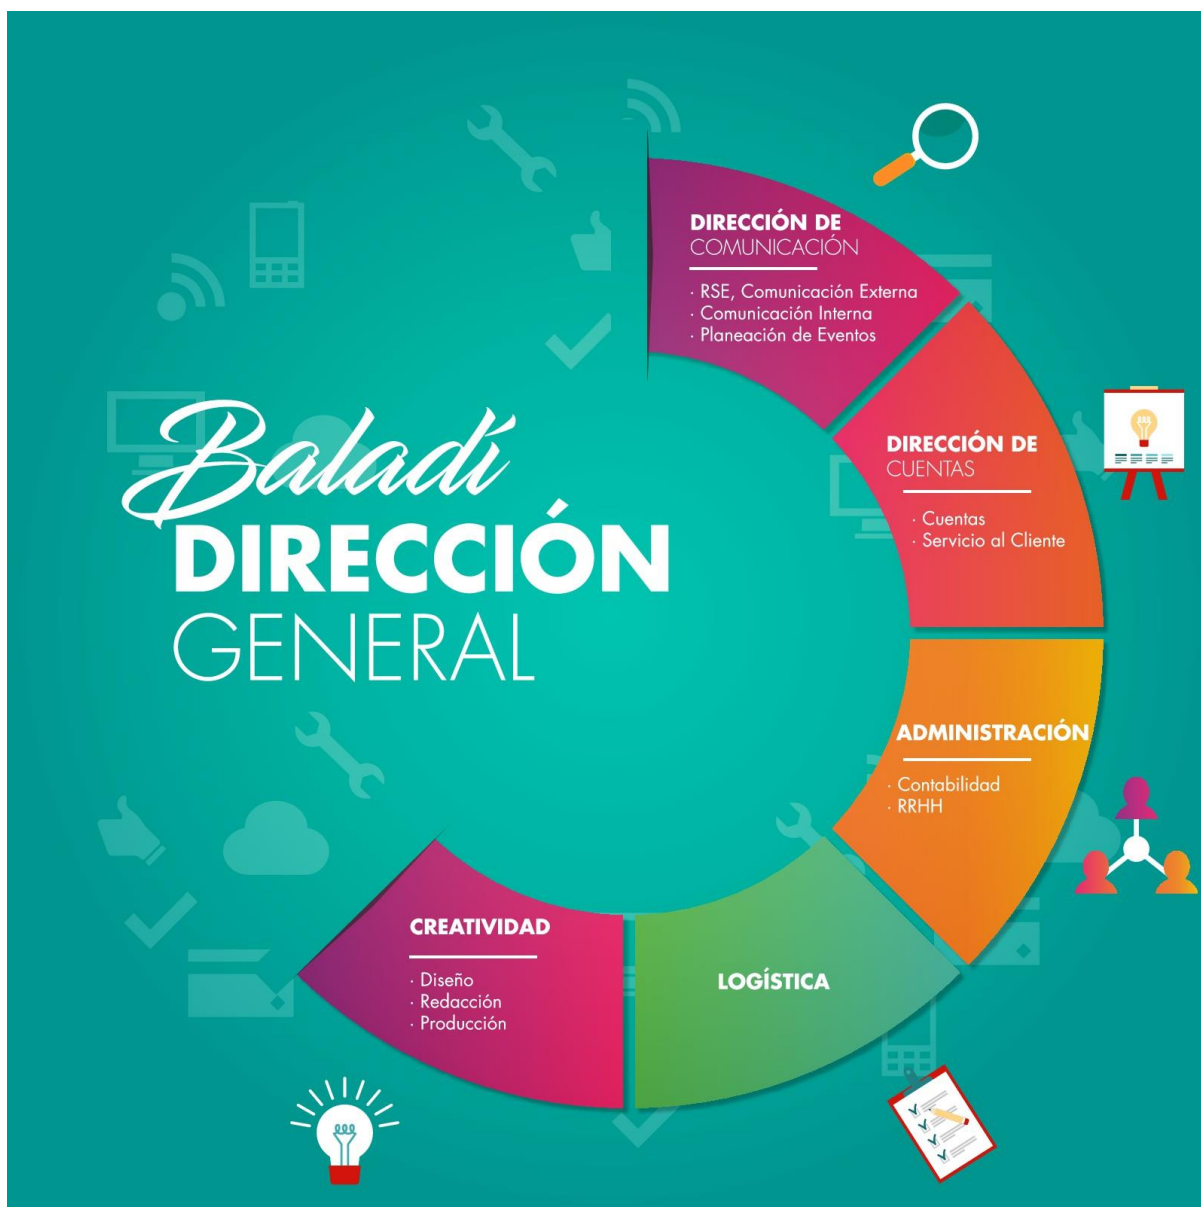 Baladí
DIRECCIÓN
GENERAL
DIRECCIÓN DE
COMUNICACIÓN
· RSE, Comunicación Externa
· Comunicación Interna
· Planeación de Eventos
DIRECCIÓN DE
CUENTAS
· Cuentas
· Servicio al Cliente
ADMINISTRACIÓN
· Contabilidad
· RRHH
LOGÍSTICA
CREATIVIDAD
· Diseño
· Redacción
· Producción